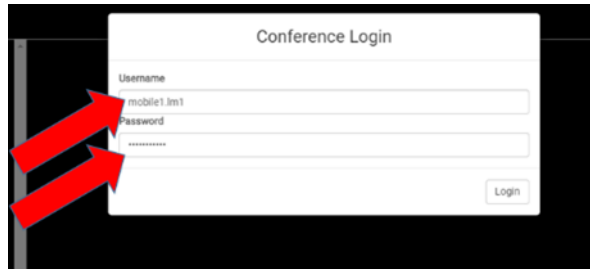 Conference Login
Username
mobile1.lm1
Password
...........
Login